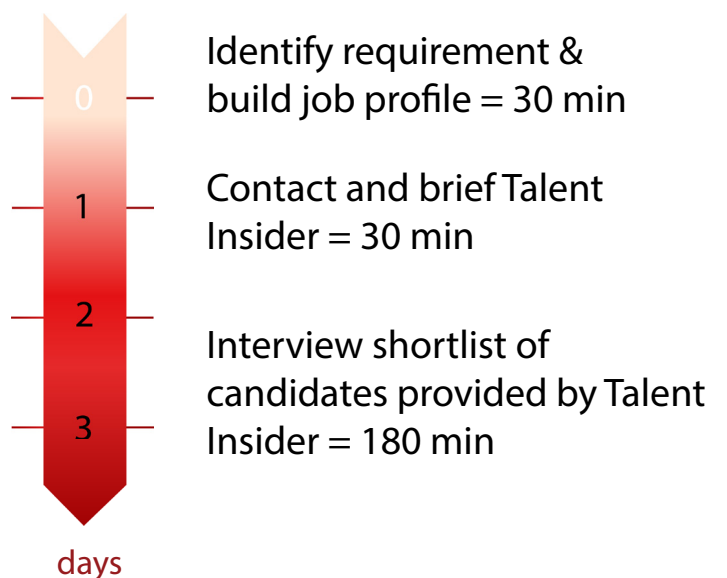 0
Identify requirement &
build job profile = 30 min
1
Contact and brief Talent
Insider = 30 min
2
Interview shortlist of
candidates provided by Talent
3
Insider = 180 min
days